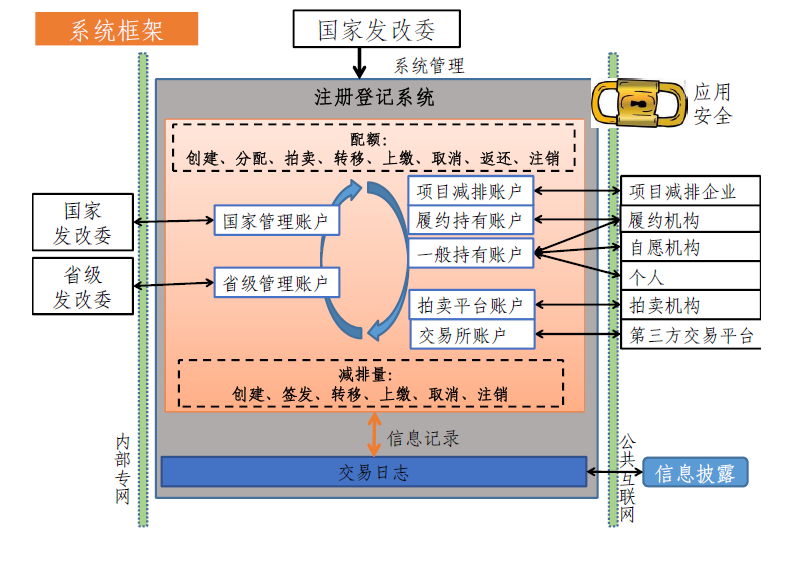 系统框架
国家发改委
系统管理
注册登记系统
应用
安全
配额：
创建、分配、拍卖、转移、上缴、取消、返还、注销
国家
发改委
省级
发改委
国家管理账户
省级管理账户
项目减排账户
履约持有账户
一般持有账户
拍卖平台账户
交易所账户
项目减排企业
履约机构
自愿机构
个人
拍卖机构
第三方交易平台
减排量：
创建、签发、转移、上缴、取消、注销
信息记录
交易日志
信息披露
内部专网
公共互联网